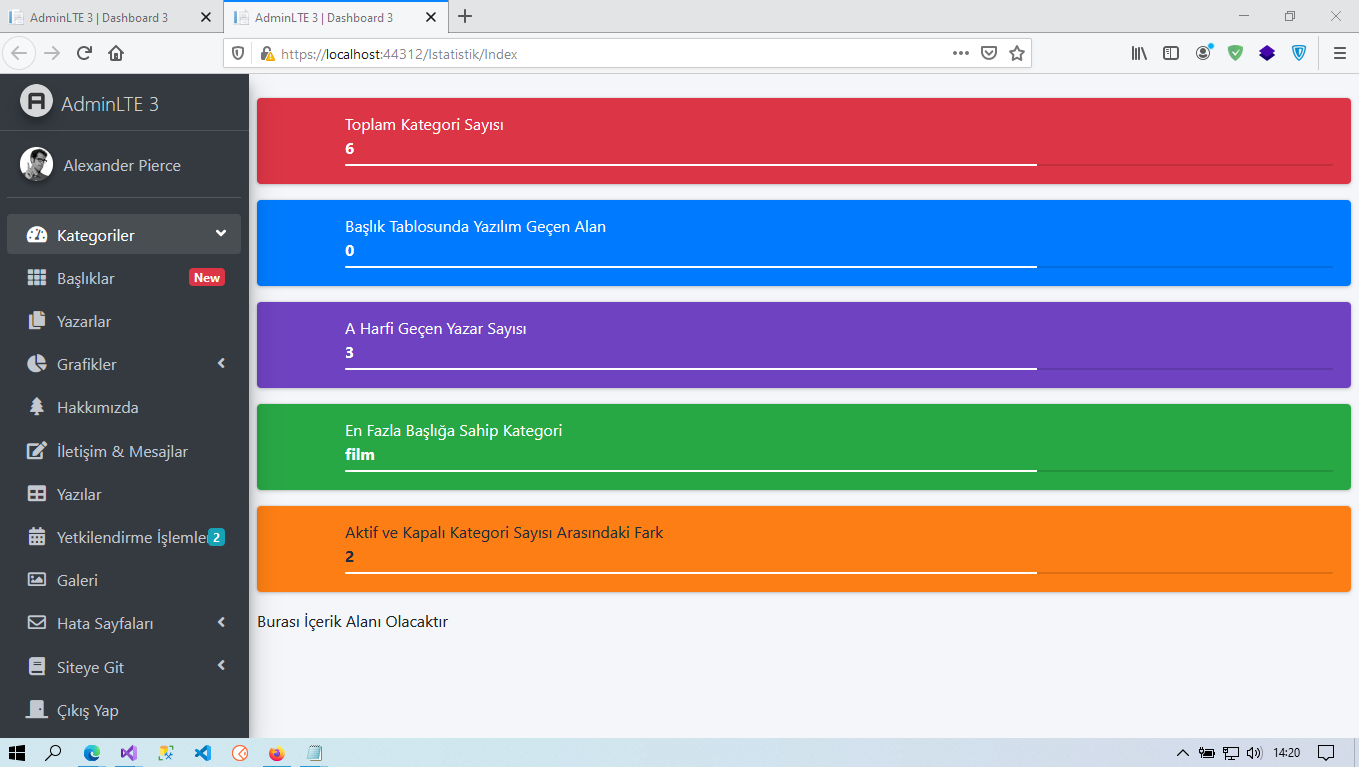 AdminLTE 3 | Dashboard 3
AdminLTE 3 | Dashboard 3
https://localhost:44312/Istatistik/Index
AdminLTE 3
Alexander Pierce
Kategoriler
Başlıklar New
Yazarlar
Grafikler
Hakkımızda
İletişim & Mesajlar
Yazılar
Yetkilendirme İşlemle 2
Galeri
Hata Sayfaları
Siteye Git
Çıkış Yap
Toplam Kategori Sayısı
6
Başlık Tablosunda Yazılım Geçen Alan
0
A Harfi Geçen Yazar Sayısı
3
En Fazla Başlığa Sahip Kategori
film
Aktif ve Kapalı Kategori Sayısı Arasındaki Fark
2
Burası İçerik Alanı Olacaktır
14:20